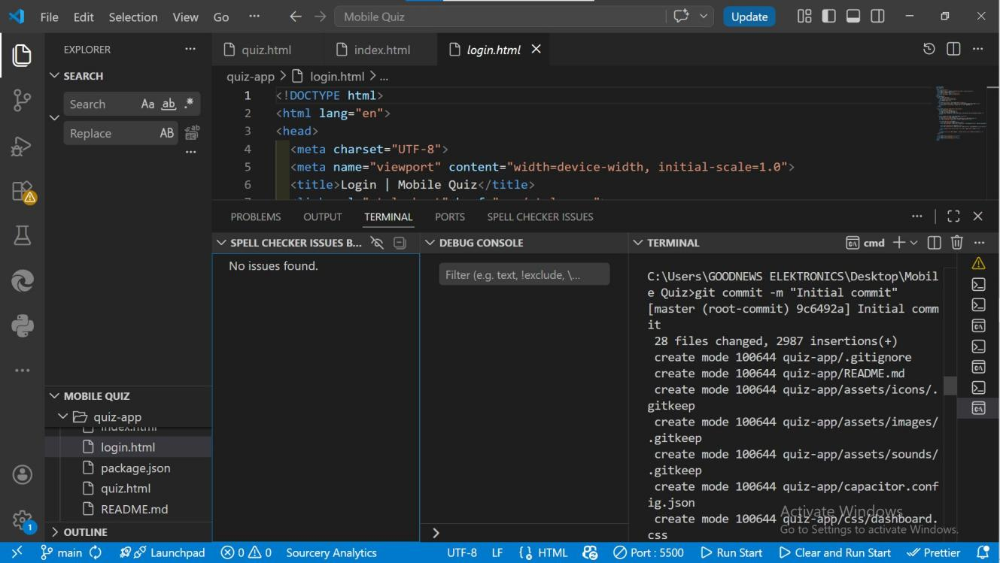 File Edit Selection View Go ··· Mobile Quiz Update
EXPLORER
SEARCH
Search Aa ab .*
Replace AB
MOBILE QUIZ
quiz-app
index.html
login.html
package.json
quiz.html
README.md
OUTLINE
quiz.html index.html login.html
quiz-app > login.html > ...
1 <!DOCTYPE html>
2 <html lang="en">
3 <head>
4 <meta charset="UTF-8">
5 <meta name="viewport" content="width=device-width, initial-scale=1.0">
6 <title>Login | Mobile Quiz</title>
PROBLEMS OUTPUT TERMINAL PORTS SPELL CHECKER ISSUES
SPELL CHECKER ISSUES B...
No issues found.
DEBUG CONSOLE
Filter (e.g. text, !exclude, \...
>
TERMINAL cmd
C:\Users\GOODNEWS ELEKTRONICS\Desktop\Mobil
e Quiz>git commit -m "Initial commit"
[master (root-commit) 9c6492a] Initial comm
it
28 files changed, 2987 insertions(+)
create mode 100644 quiz-app/.gitignore
create mode 100644 quiz-app/README.md
create mode 100644 quiz-app/assets/icons/.
gitkeep
create mode 100644 quiz-app/assets/images/
.gitkeep
create mode 100644 quiz-app/assets/sounds/
.gitkeep
create mode 100644 quiz-app/capacitor.conf
ig.json
create mode 100644 quiz-app/css/dashboard.
css
Activate Windows
Go to Settings to activate Windows.
1
main Launchpad 0 0 Sourcery Analytics UTF-8 LF {} HTML Port : 5500 Run Start Clear and Run Start Prettier